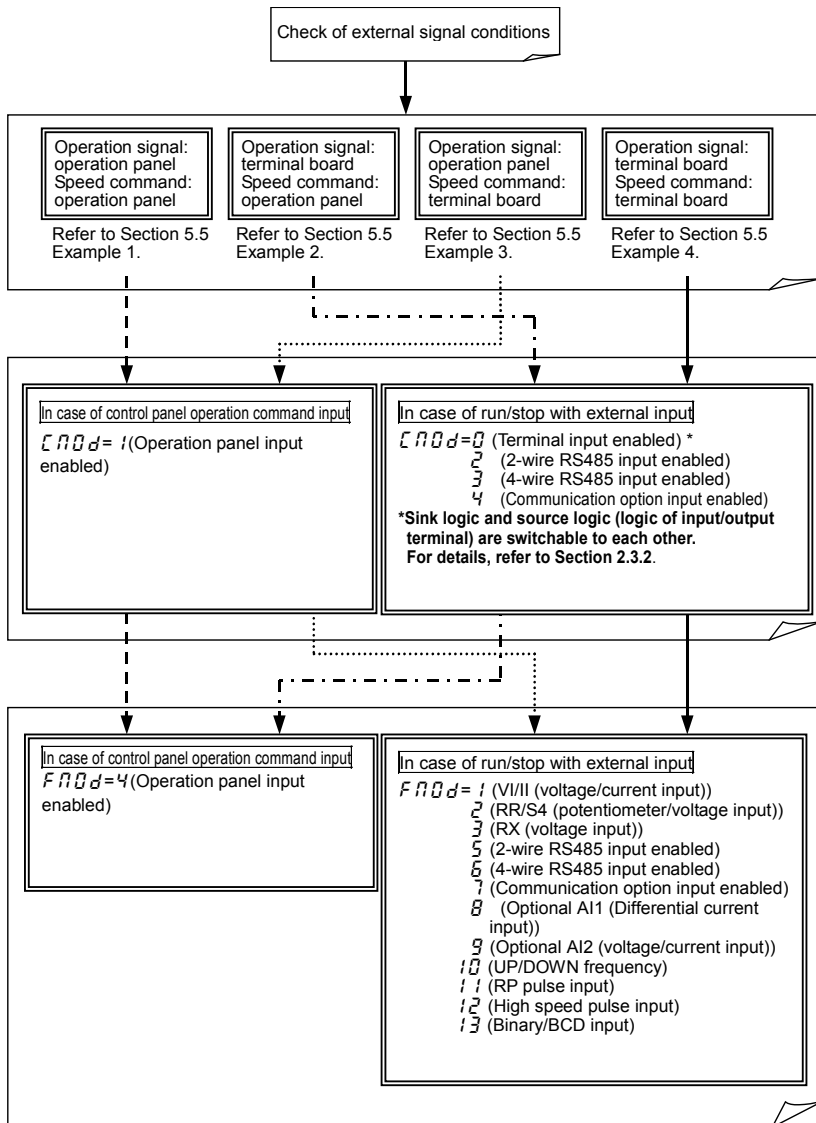 Check of external signal conditions
Operation signal:
operation panel
Speed command:
operation panel
Refer to Section 5.5
Example 1.
Operation signal:
terminal board
Speed command:
operation panel
Refer to Section 5.5
Example 2.
Operation signal:
operation panel
Speed command:
terminal board
Refer to Section 5.5
Example 3.
Operation signal:
terminal board
Speed command:
terminal board
Refer to Section 5.5
Example 4.
In case of control panel operation command input
CMOd=1(Operation panel input
enabled)
In case of run/stop with external input
CMOd=0 (Terminal input enabled) *
2 (2-wire RS485 input enabled)
3 (4-wire RS485 input enabled)
4 (Communication option input enabled)
*Sink logic and source logic (logic of input/output
terminal) are switchable to each other.
For details, refer to Section 2.3.2.
In case of control panel operation command input
FMOd=4(Operation panel input
enabled)
In case of run/stop with external input
FMOd=1 (VI/II (voltage/current input))
2 (RR/S4 (potentiometer/voltage input))
3 (RX (voltage input))
5 (2-wire RS485 input enabled)
6 (4-wire RS485 input enabled)
7 (Communication option input enabled)
8 (Optional AI1 (Differential current
input))
9 (Optional AI2 (voltage/current input))
10 (UP/DOWN frequency)
11 (RP pulse input)
12 (High speed pulse input)
13 (Binary/BCD input)